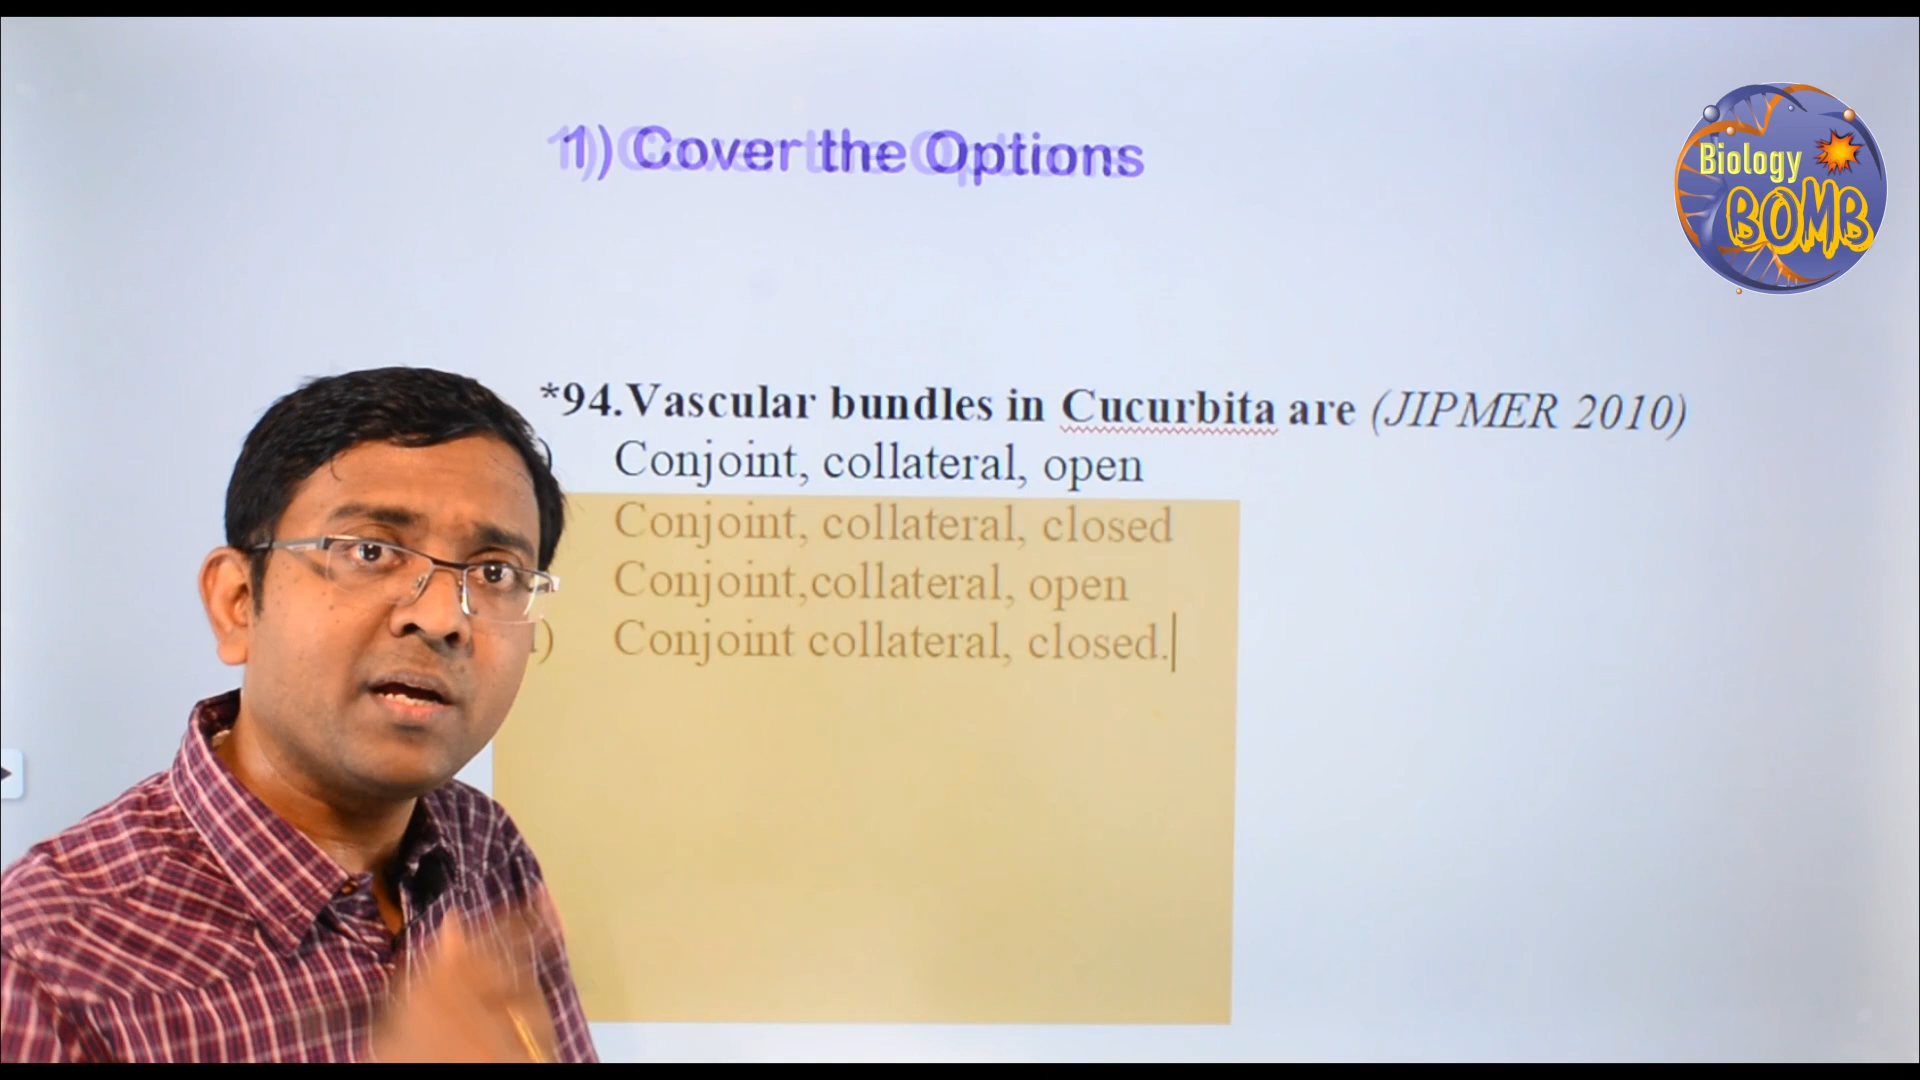 1) Cover the Options
Biology
BOMB
*94. Vascular bundles in Cucurbita are (JIPMER 2010)
) Conjoint, collateral, open
Conjoint, collateral, closed
Conjoint,collateral, open
) Conjoint collateral, closed.